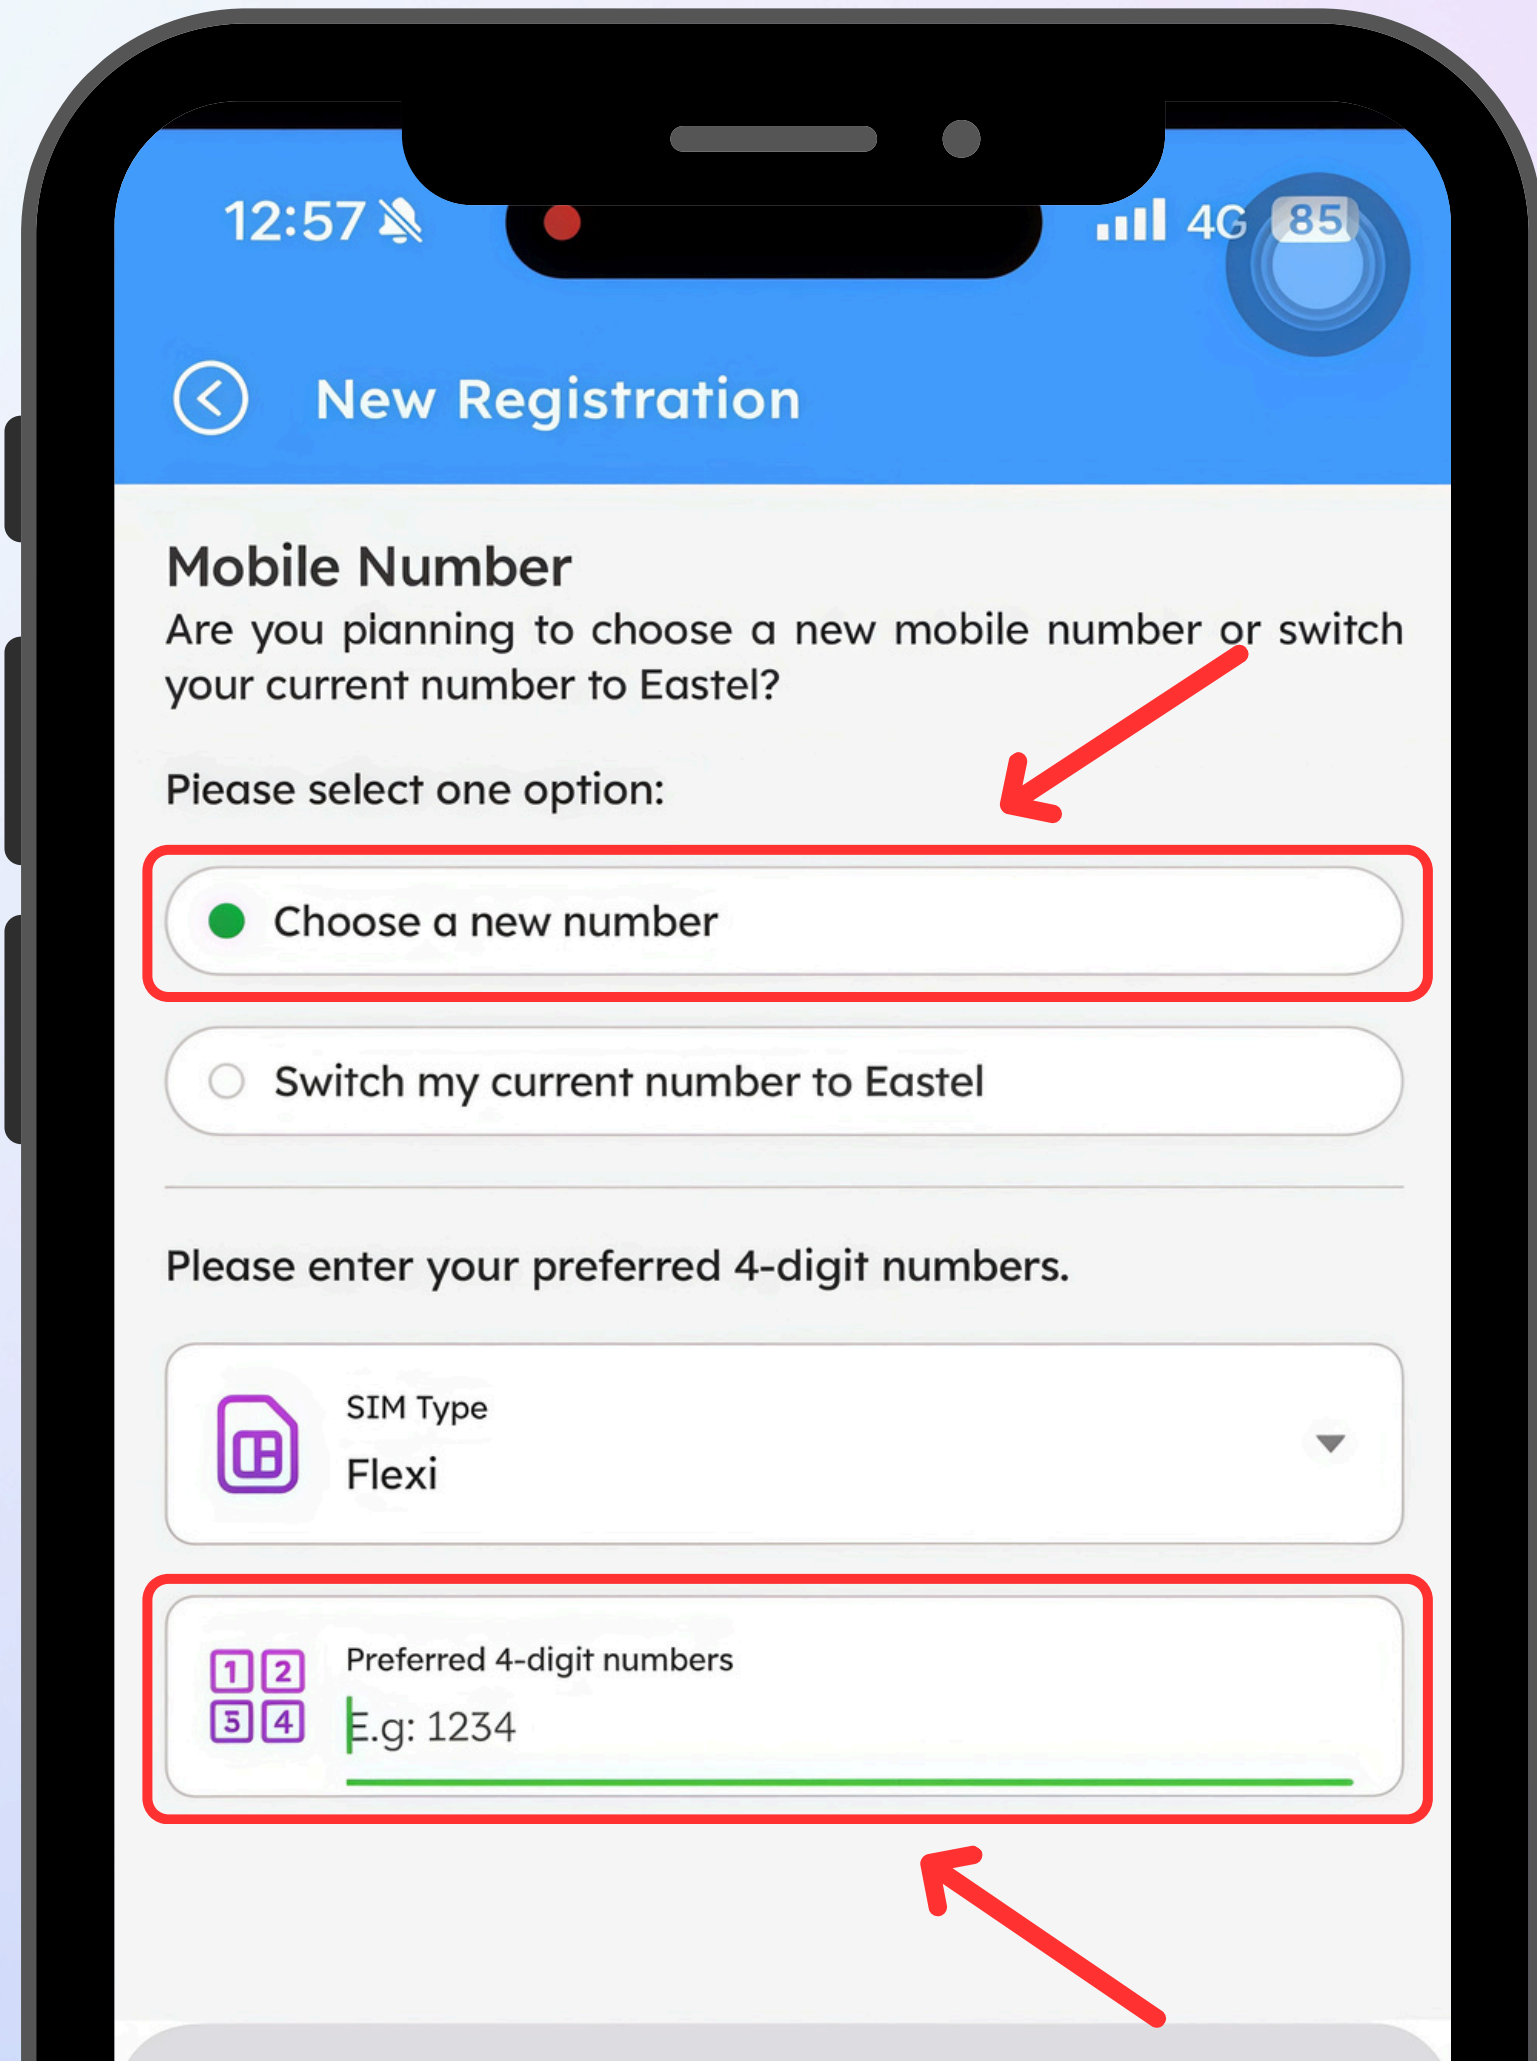 12:57 4G 85
New Registration
Mobile Number
Are you planning to choose a new mobile number or switch
your current number to Eastel?
Piease select one option:
Choose a new number
Switch my current number to Eastel
Please enter your preferred 4-digit numbers.
SIM Type
Flexi
1 2
5 4
Preferred 4-digit numbers
E.g: 1234